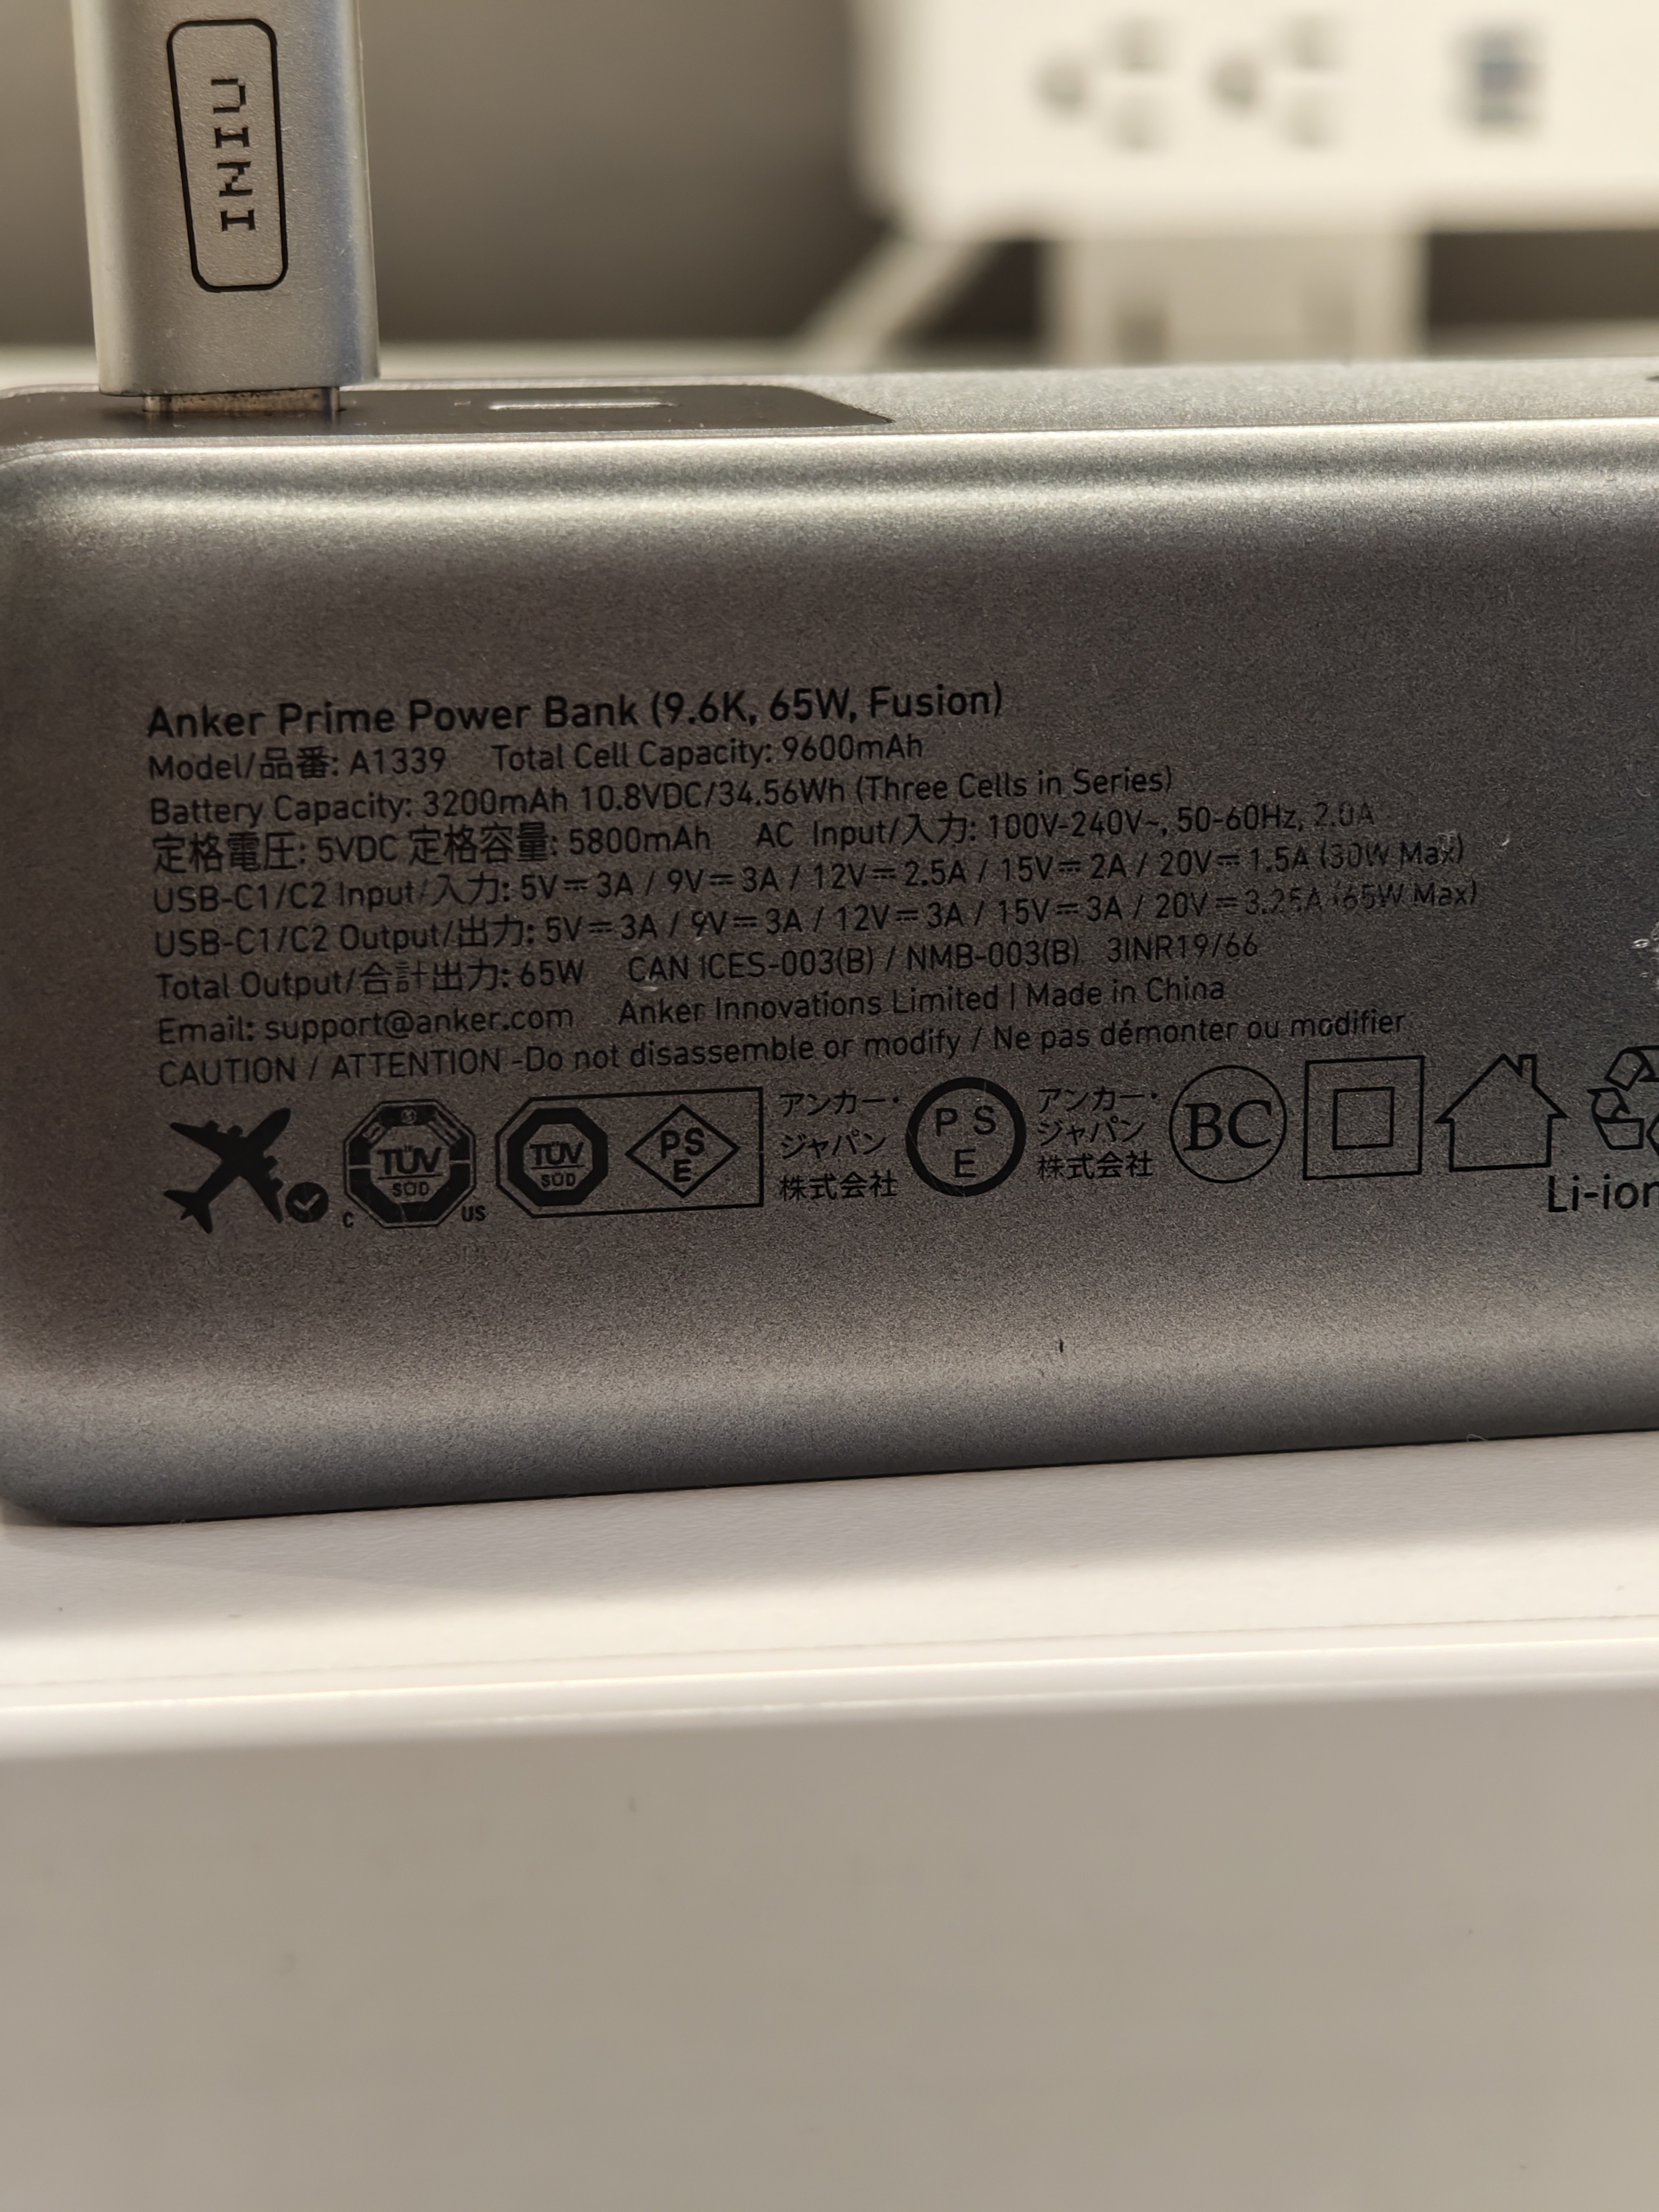 INIU
Anker Prime Power Bank (9.6K, 65W, Fusion)
Model/品番: A1339 Total Cell Capacity: 9600mAh
Battery Capacity: 3200mAh 10.8VDC/34.56Wh (Three Cells in Series)
定格電圧: 5VDC 定格容量: 5800mAh AC Input/入力: 100V-240V~, 50-60Hz, 2.0A
USB-C1/C2 Input/入力: 5V⎓3A / 9V⎓3A / 12V⎓2.5A / 15V⎓2A / 20V⎓1.5A (30W Max)
USB-C1/C2 Output/出力: 5V⎓3A / 9V⎓3A / 12V⎓3A / 15V⎓3A / 20V⎓3.25A (65W Max)
Total Output/合計出力: 65W CAN ICES-003(B) / NMB-003(B) 3INR19/66
Email: support@anker.com Anker Innovations Limited | Made in China
CAUTION / ATTENTION -Do not disassemble or modify / Ne pas démonter ou modifier
TÜV
SÜD
C US
TÜV
SÜD
PS
E
アンカー・
ジャパン
株式会社
PS
E
アンカー・
ジャパン
株式会社
BC
Li-ion